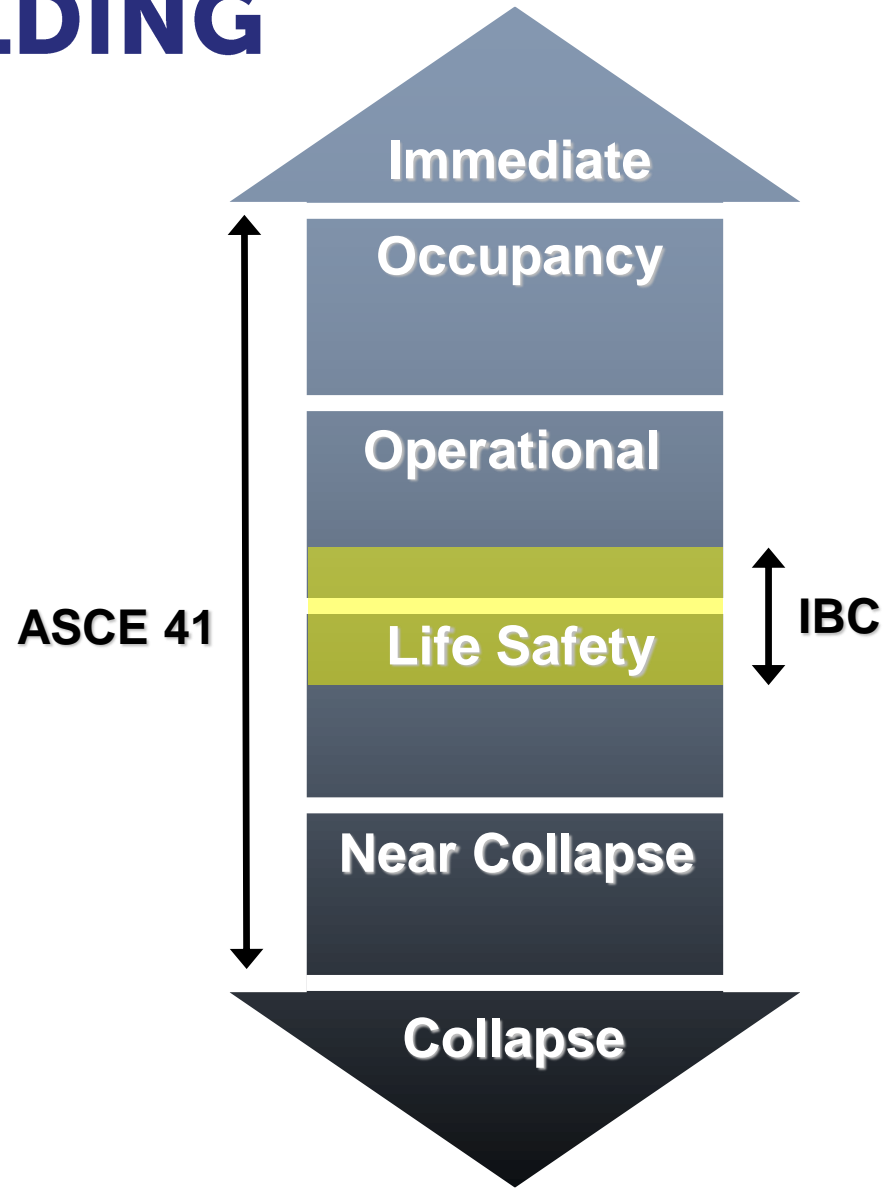 LDING
Immediate
Occupancy
Operational
ASCE 41
IBC
Life Safety
Near Collapse
Collapse